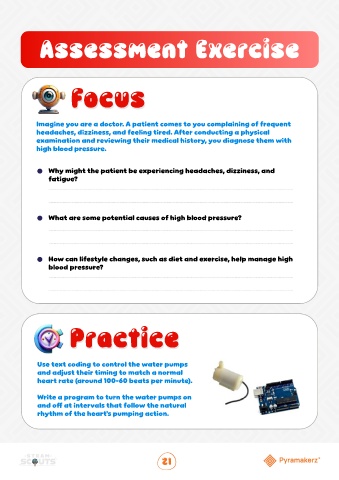 Assessment Exercise
Focus
Imagine you are a doctor. A patient comes to you complaining of frequent
headaches, dizziness, and feeling tired. After conducting a physical
examination and reviewing their medical history, you diagnose them with
high blood pressure.
Why might the patient be experiencing headaches, dizziness, and
fatigue?
What are some potential causes of high blood pressure?
How can lifestyle changes, such as diet and exercise, help manage high
blood pressure?
Practice
Use text coding to control the water pumps
and adjust their timing to match a normal
heart rate (around 100-60 beats per minute).
Write a program to turn the water pumps on
and off at intervals that follow the natural
rhythm of the heart's pumping action.
SCOUTS
21
Pyramakerz